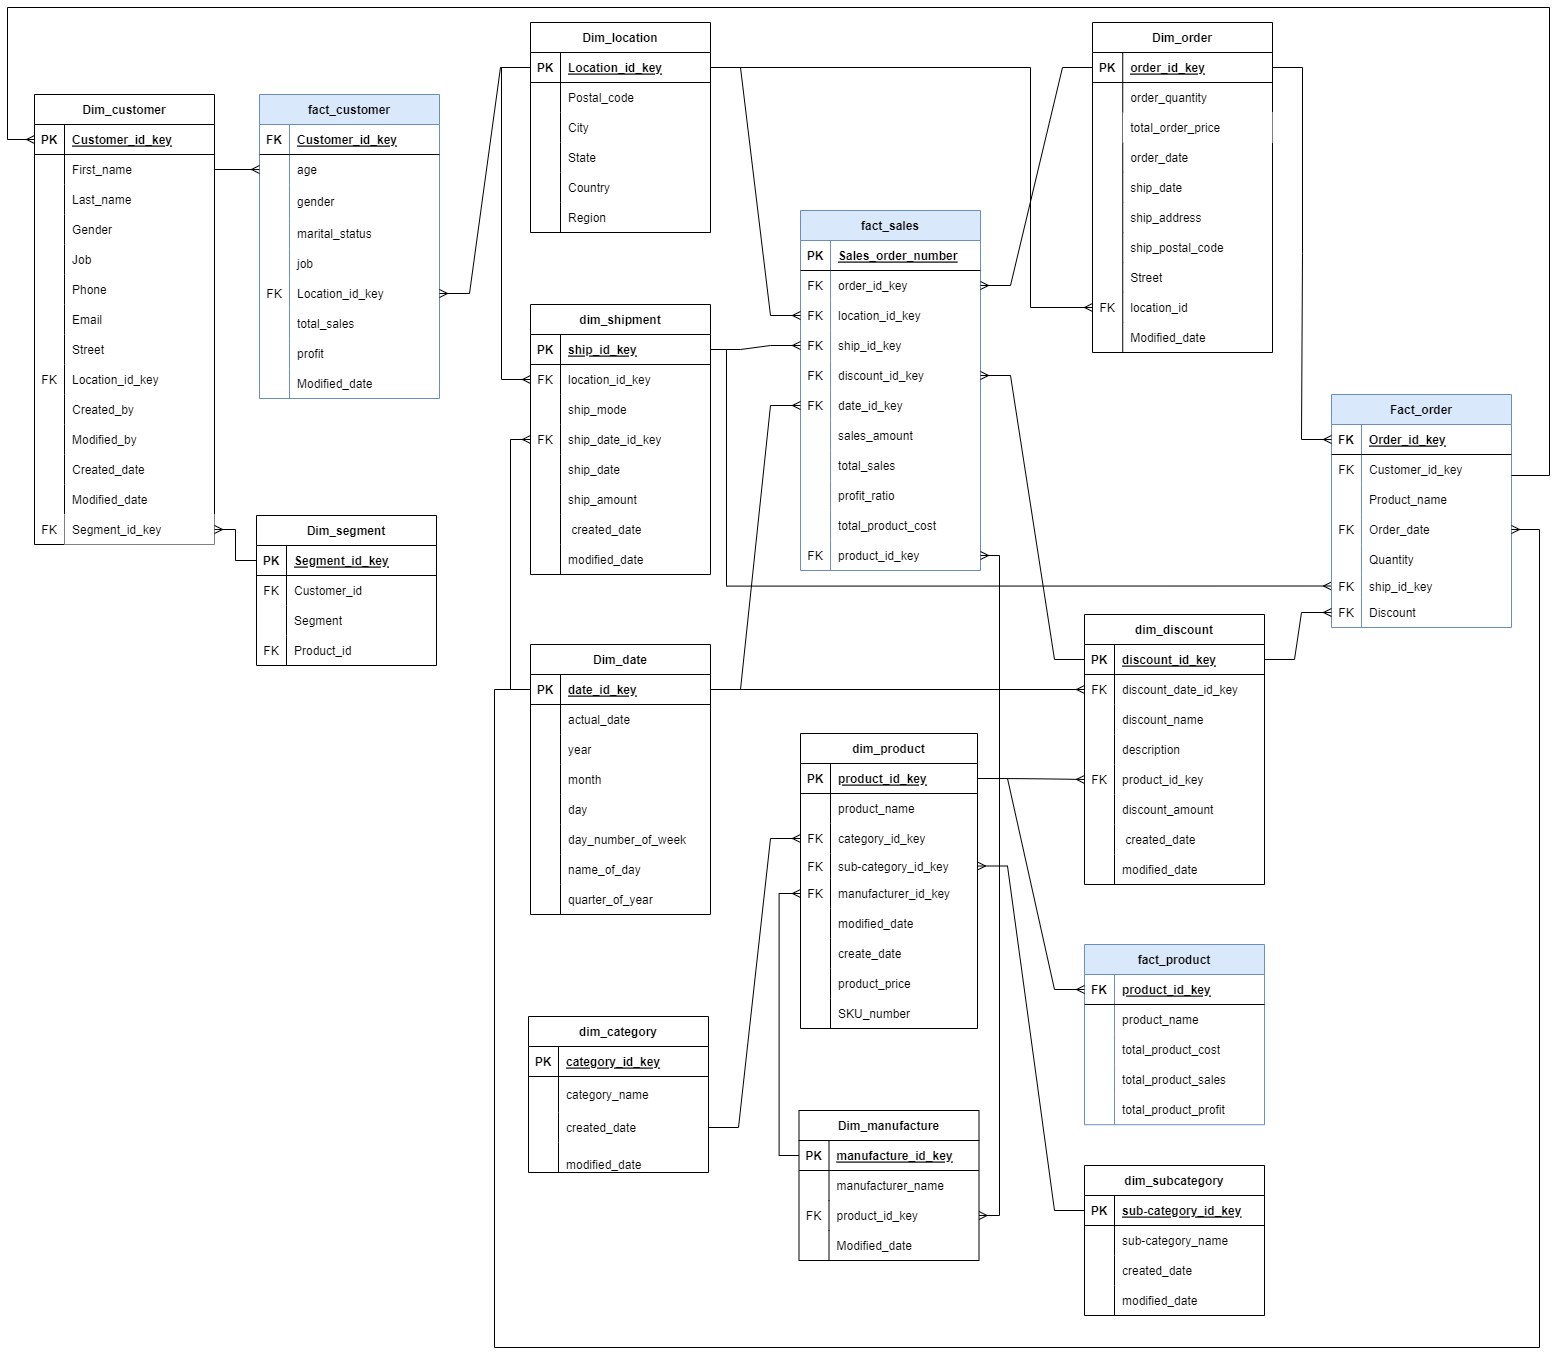 Dim_customer
PK Customer_id_key
First_name
Last_name
Gender
Job
Phone
Email
Street
FK Location_id_key
Created_by
Modified_by
Created_date
Modified_date
FK Segment_id_key
fact_customer
FK Customer_id_key
age
gender
marital_status
job
FK Location_id_key
total_sales
profit
Modified_date
Dim_segment
PK Segment_id_key
FK Customer_id
Segment
FK Product_id
Dim_location
PK Location_id_key
Postal_code
City
State
Country
Region
dim_shipment
PK ship_id_key
FK location_id_key
ship_mode
FK ship_date_id_key
ship_date
ship_amount
created_date
modified_date
Dim_date
PK date_id_key
actual_date
year
month
day
day_number_of_week
name_of_day
quarter_of_year
dim_category
PK category_id_key
category_name
created_date
modified_date
fact_sales
PK Sales_order_number
FK order_id_key
FK location_id_key
FK ship_id_key
FK discount_id_key
FK date_id_key
sales_amount
total_sales
profit_ratio
total_product_cost
FK product_id_key
dim_product
PK product_id_key
product_name
FK category_id_key
FK sub-category_id_key
FK manufacturer_id_key
modified_date
create_date
product_price
SKU_number
Dim_manufacture
PK manufacture_id_key
manufacturer_name
FK product_id_key
Modified_date
Dim_order
PK order_id_key
order_quantity
total_order_price
order_date
ship_date
ship_address
ship_postal_code
Street
FK location_id
Modified_date
Fact_order
FK Order_id_key
FK Customer_id_key
Product_name
FK Order_date
Quantity
FK ship_id_key
FK Discount
dim_discount
PK discount_id_key
FK discount_date_id_key
discount_name
description
FK product_id_key
discount_amount
created_date
modified_date
fact_product
FK product_id_key
product_name
total_product_cost
total_product_sales
total_product_profit
dim_subcategory
PK sub-category_id_key
sub-category_name
created_date
modified_date